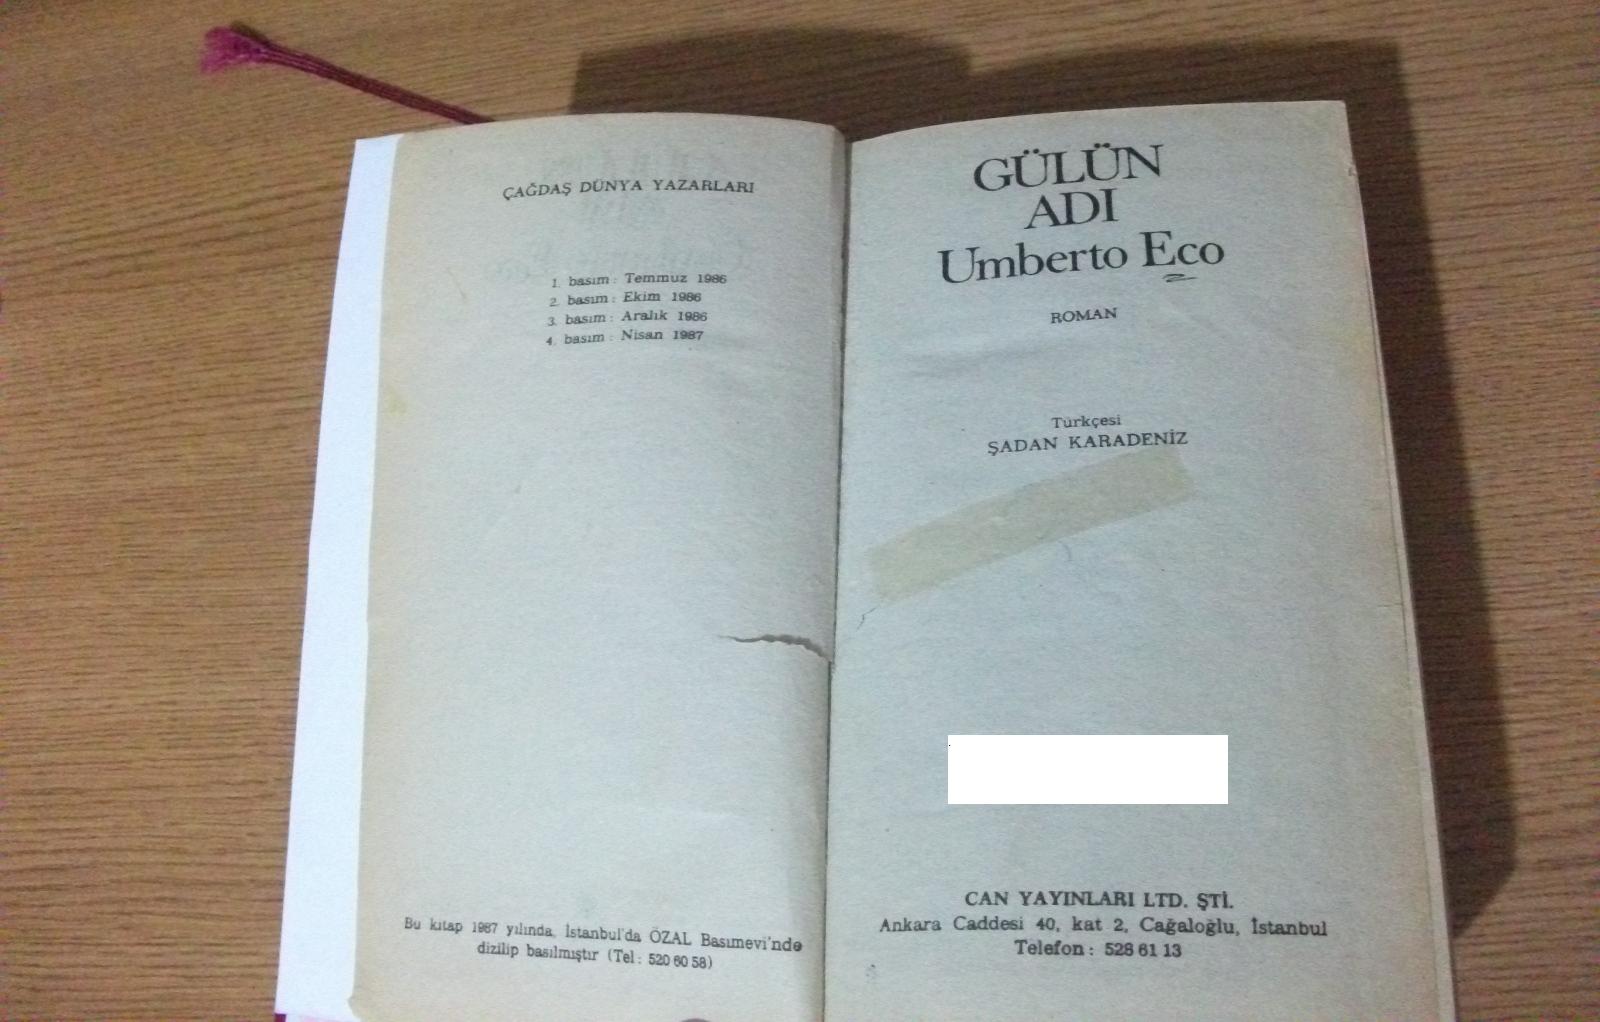 ÇAĞDAŞ DÜNYA YAZARLARI
1. basım : Temmuz 1986
2. basım : Ekim 1986
3. basım : Aralık 1986
4. basım : Nisan 1987
Bu kitap 1987 yılında, İstanbul'da ÖZAL Basımevi'nde
dizilip basılmıştır (Tel : 520 60 58)
GÜLÜN
ADI
Umberto Eco
ROMAN
Türkçesi
ŞADAN KARADENİZ
CAN YAYINLARI LTD. ŞTİ.
Ankara Caddesi 40, kat 2, Cağaloğlu, İstanbul
Telefon : 528 61 13